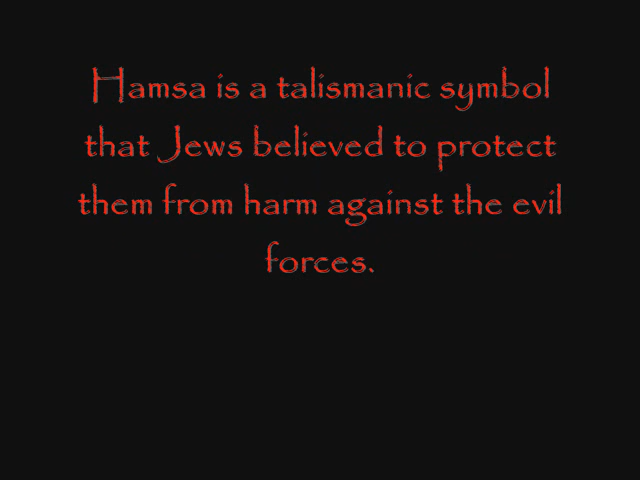 Hamsa is a talismanic symbol
that Jews believed to protect
them from harm against the evil
forces.